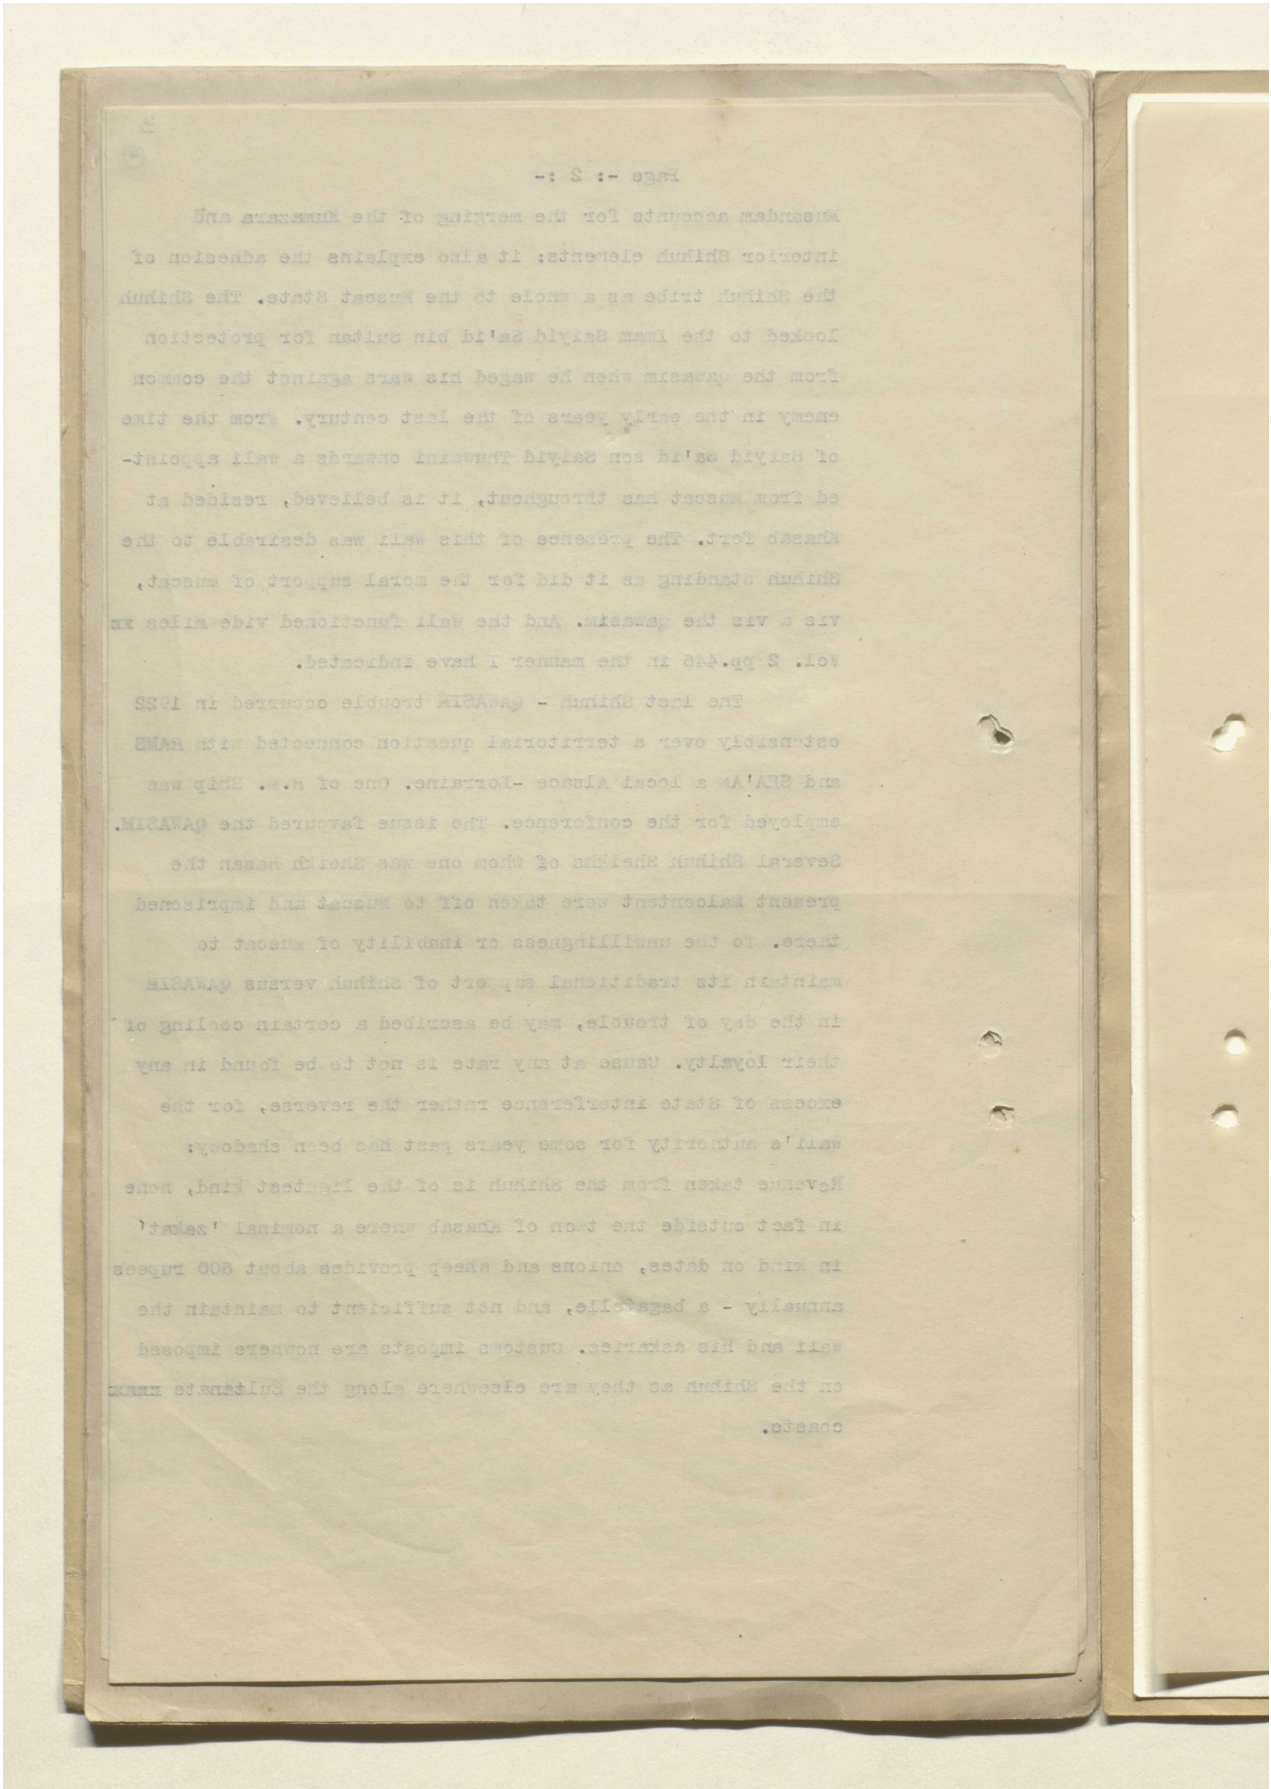 3
Page -: 2 :-
Musandam accounts for the merging of the Kumazara and
interior Shihuh elements: it also explains the adhesion of
the Shihuh tribe as a whole to the Muscat State. The Shihuh
looked to the Imam Saiyid Sa'id bin Sultan for protection
from the Qawasim when he waged his wars against the common
enemy in the early years of the last century. From the time
of Saiyid Sa'id son Saiyid Thuwaini onwards a wali appoint-
ed from Muscat has throughout, it is believed, resided at
Khasab fort. The presence of this wali was desirable to the
Shihuh standing as it did for the moral support of Muscat,
vis a vis the Qawasim. And the wali functioned vide Miles xx
Vol. 2 pp.446 in the manner I have indicated.
The last Shihuh - QAWASIM trouble occurred in 1922
ostensibly over a territorial question connected with RAMS
and SHA'AM a local Alsace -Lorraine. One of H.M. Ship was
employed for the conference. The issue favoured the QAWASIM.
Several Shihuh Sheikhs of whom one was Sheikh Hasan the
present Malcontent were taken off to Muscat and imprisoned
there. To the unwillingness or inability of Muscat to
maintain its traditional support of Shihuh versus QAWASIM
in the day of trouble, may be ascribed a certain cooling of
their loyalty. Cause at any rate is not to be found in any
excess of State interference rather the reverse, for the
wali's authority for some years past has been shadowy:
Revenue taken from the Shihuh is of the lightest kind, none
in fact outside the twon of Khasab where a nominal 'zakat'
in kind on dates, onions and sheep provides about 600 rupees
annually - a bagatelle, and not sufficient to maintain the
wali and His askaries. Customs imposts are nowhere imposed
on the Shihuh as they are elsewhere along the Sultanate xxxxx
coasts.